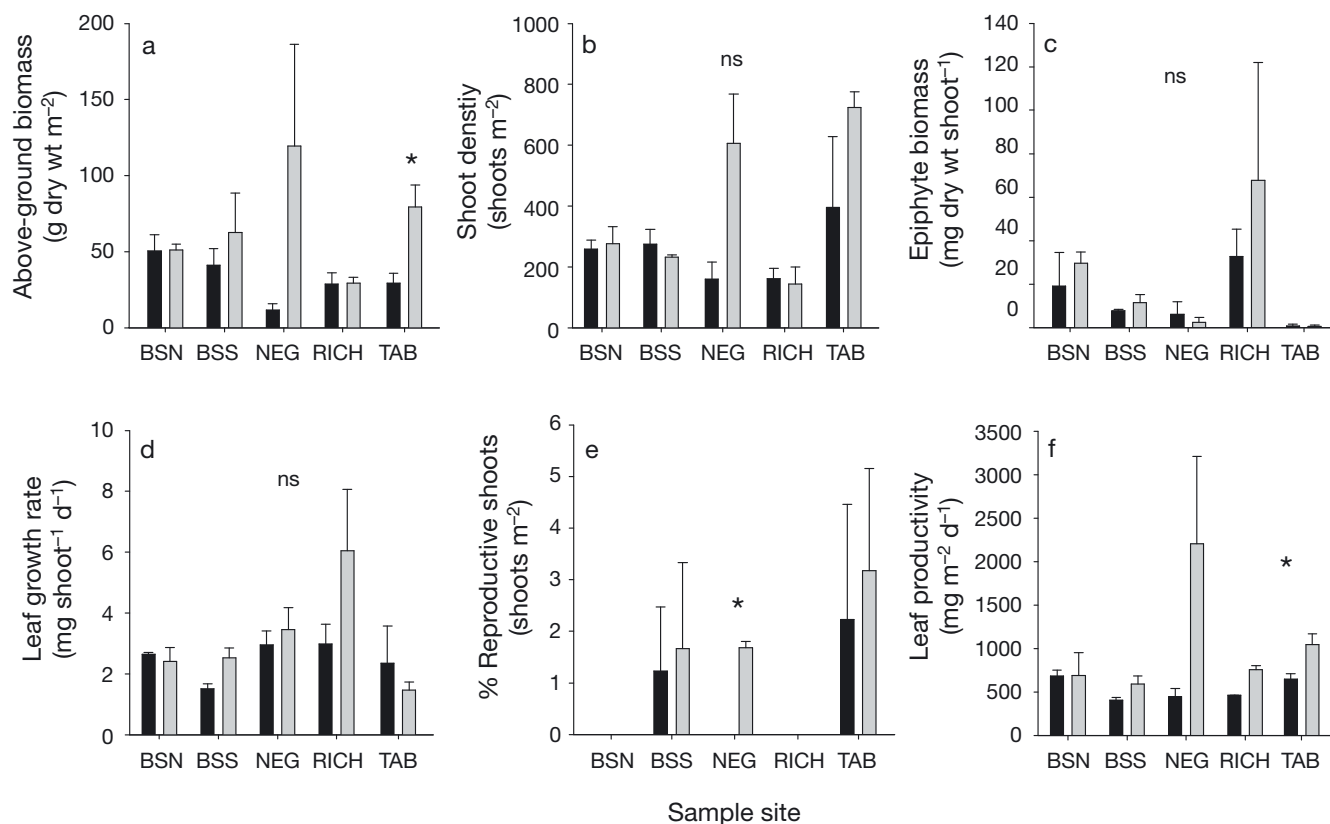 a
Above-ground biomass
(g dry wt m⁻²)
200
150
100
50
0
*
BSN BSS NEG RICH TAB
b
Shoot denstiy
(shoots m⁻²)
1000
800
600
400
200
0
ns
BSN BSS NEG RICH TAB
c
Epiphyte biomass
(mg dry wt shoot⁻¹)
140
120
100
80
60
40
20
0
ns
BSN BSS NEG RICH TAB
d
Leaf growth rate
(mg shoot⁻¹ d⁻¹)
10
8
6
4
2
0
ns
BSN BSS NEG RICH TAB
e
% Reproductive shoots
(shoots m⁻²)
6
5
4
3
2
1
0
*
BSN BSS NEG RICH TAB
f
Leaf productivity
(mg m⁻² d⁻¹)
3500
3000
2500
2000
1500
1000
500
0
*
BSN BSS NEG RICH TAB
Sample site